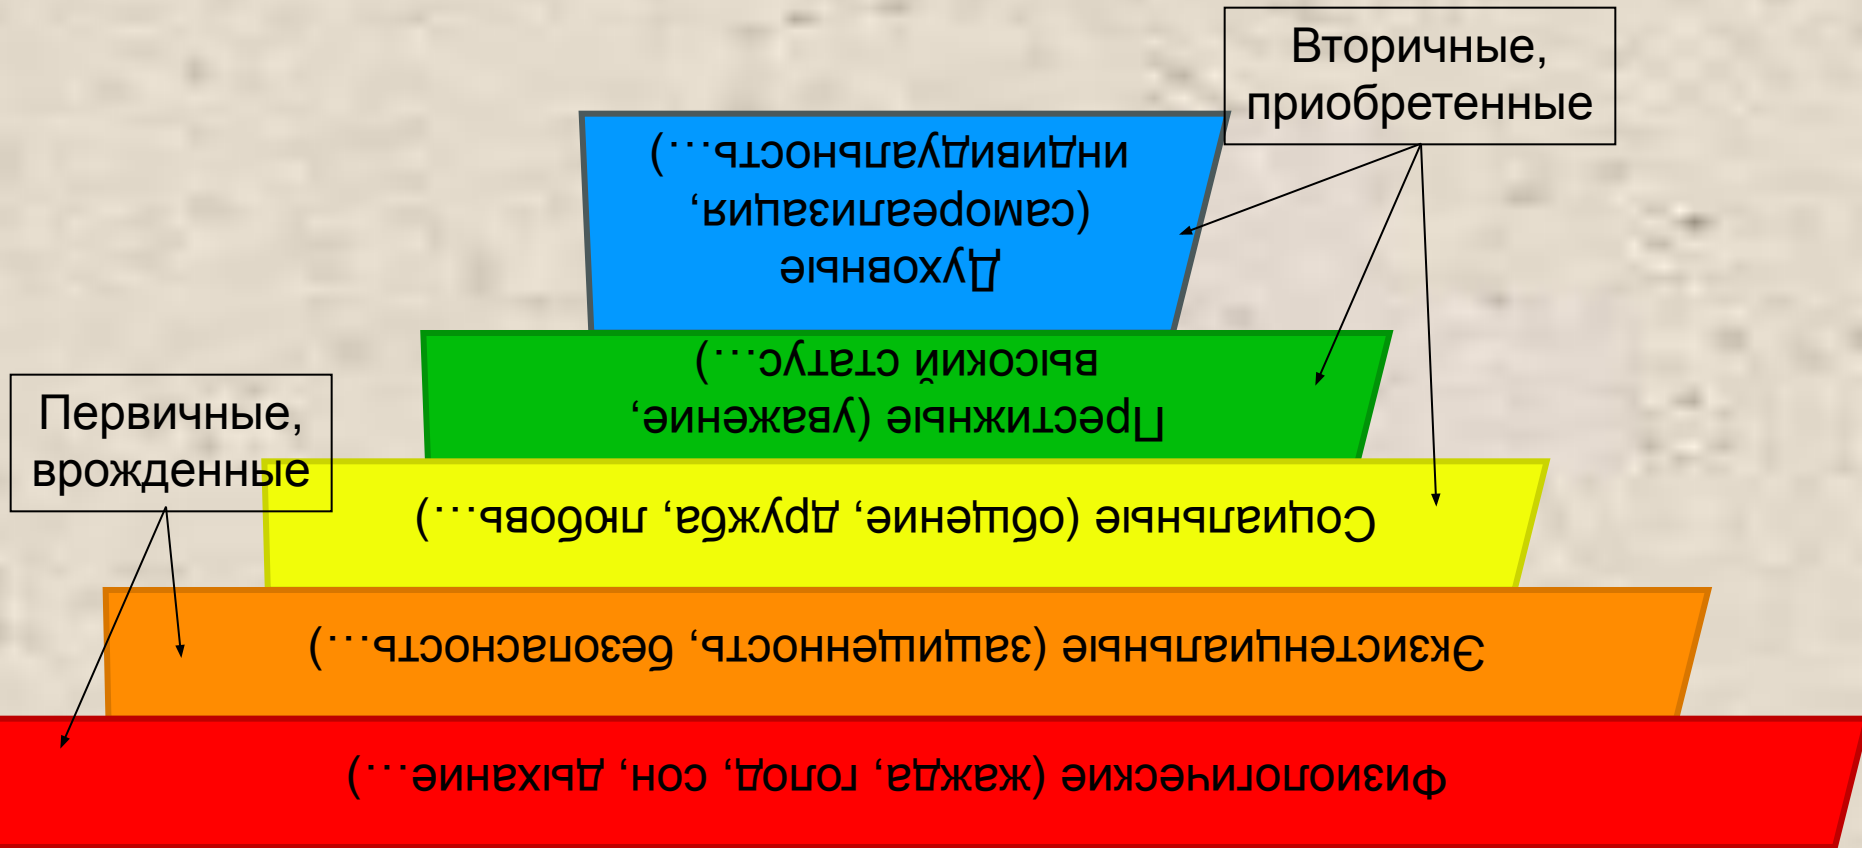 Вторичные,
приобретенные
Духовные
(самореализация,
индивидуальность…)
Престижные (уважение,
высокий статус…)
Первичные,
врожденные
Социальные (общение, дружба, любовь…)
Экзистенциальные (защищенность, безопасность…)
Физиологические (жажда, голод, сон, дыхание…)